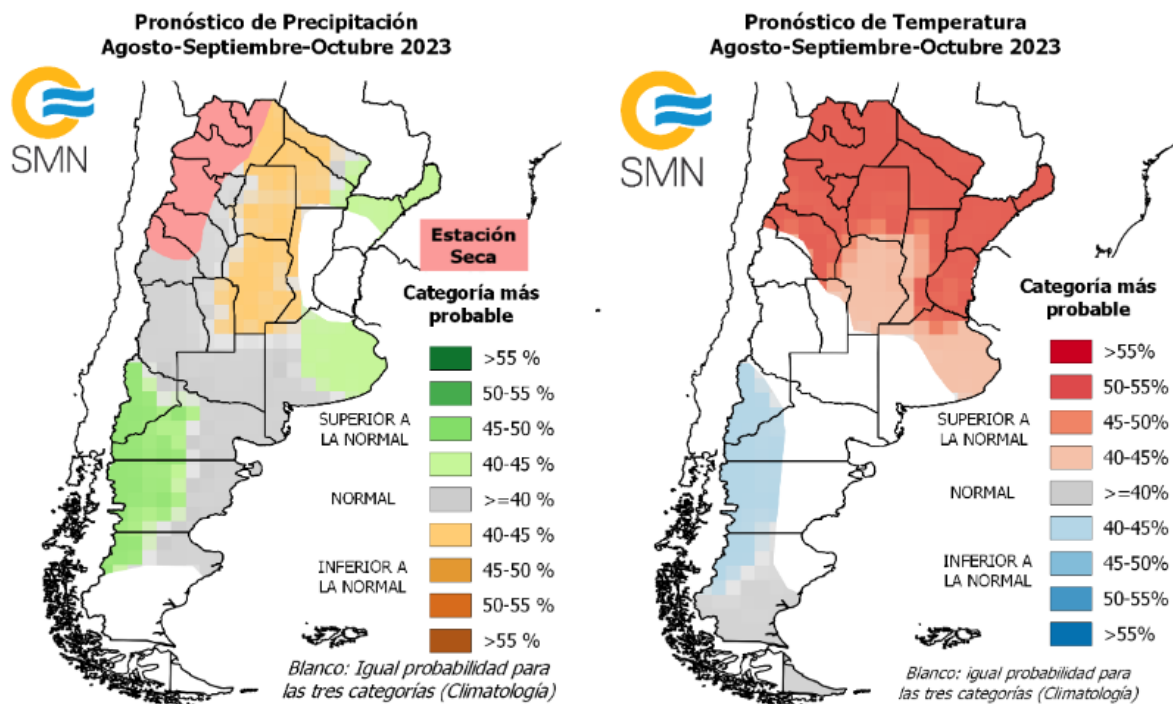 Pronóstico de Precipitación
Agosto-Septiembre-Octubre 2023
SMN
Estación
Seca
Categoría más
probable
>55 %
50-55 %
45-50 %
40-45 %
>=40 %
40-45 %
45-50 %
50-55 %
>55 %
SUPERIOR A
LA NORMAL
NORMAL
INFERIOR A
LA NORMAL
Blanco: Igual probabilidad para
las tres categorías (Climatología)
Pronóstico de Temperatura
Agosto-Septiembre-Octubre 2023
SMN
Categoría más
probable
>55%
50-55%
45-50%
40-45%
>=40%
40-45%
45-50%
50-55%
>55%
SUPERIOR A
LA NORMAL
NORMAL
INFERIOR A
LA NORMAL
Blanco: igual probabilidad para
las tres categorías (Climatología)